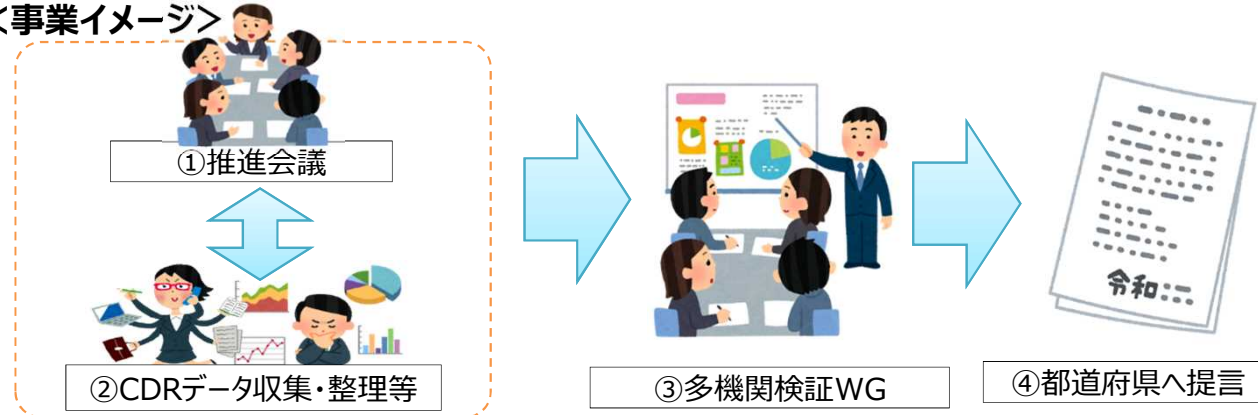 <事業イメージ>
①推進会議
②CDRデータ収集・整理等
③多機関検証WG
④都道府県へ提言
令和